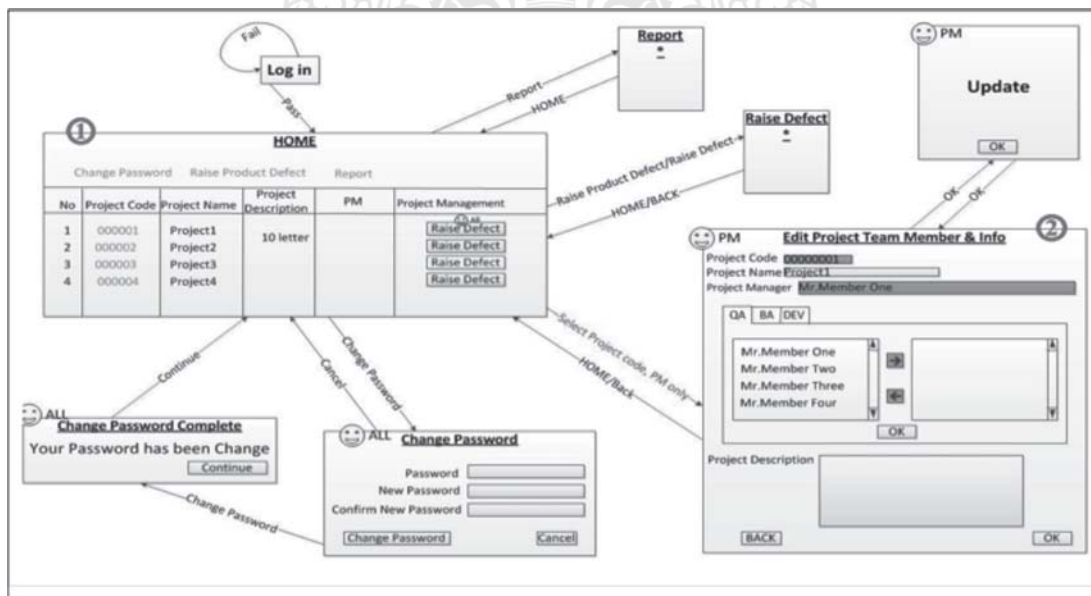 Fail
Log in
Pass
Report
*
Report
HOME
PM
Update
OK
OK
OK
Raise Defect
*
Raise Product Defect/Raise Defect
HOME/BACK
1
HOME
Change Password Raise Product Defect Report
No Project Code Project Name Project Description PM Project Management
All
1 000001 Project1 10 letter Raise Defect
2 000002 Project2 Raise Defect
3 000003 Project3 Raise Defect
4 000004 Project4 Raise Defect
Select Project code, PM only
HOME/Back
Continue
Cancel
Change Password
ALL
Change Password Complete
Your Password has been Change
Continue
Change Password
ALL
Change Password
Password
New Password
Confirm New Password
Change Password Cancel
PM Edit Project Team Member & Info 2
Project Code 00000001
Project Name Project1
Project Manager Mr.Member One
QA BA DEV
Mr.Member One
Mr.Member Two
Mr.Member Three
Mr.Member Four
OK
Project Description
BACK OK